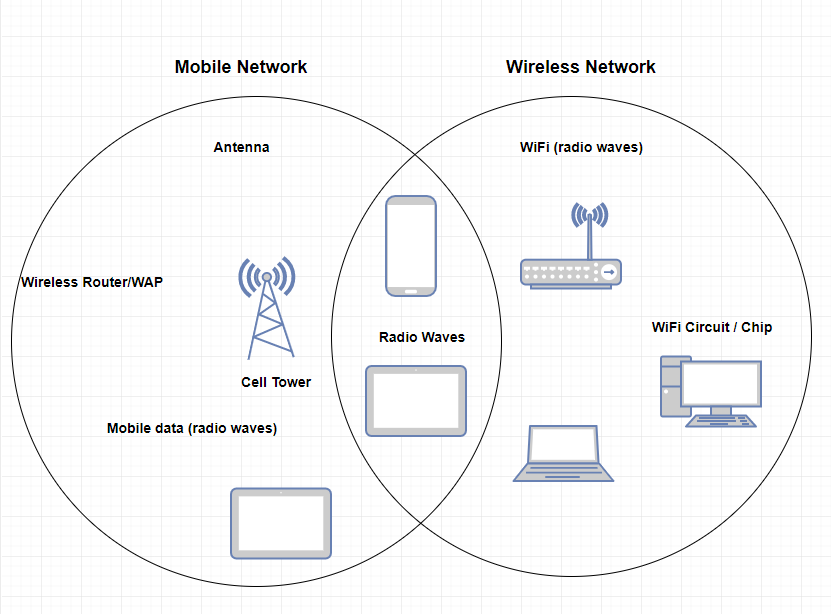 Mobile Network
Wireless Network
Antenna
WiFi (radio waves)
Wireless Router/WAP
WiFi Circuit / Chip
Radio Waves
Cell Tower
Mobile data (radio waves)